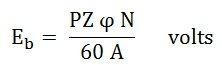 E_b = PZ φ N / 60 A volts